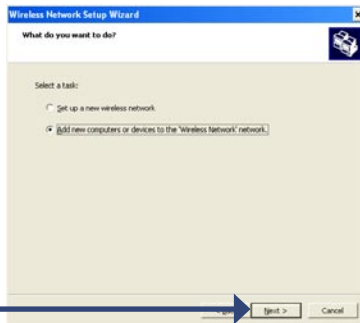 Wireless Network Setup Wizard
What do you want to do?
Select a task:
Set up a new wireless network
Add new computers or devices to the 'Wireless Network' network.
Next >
Cancel